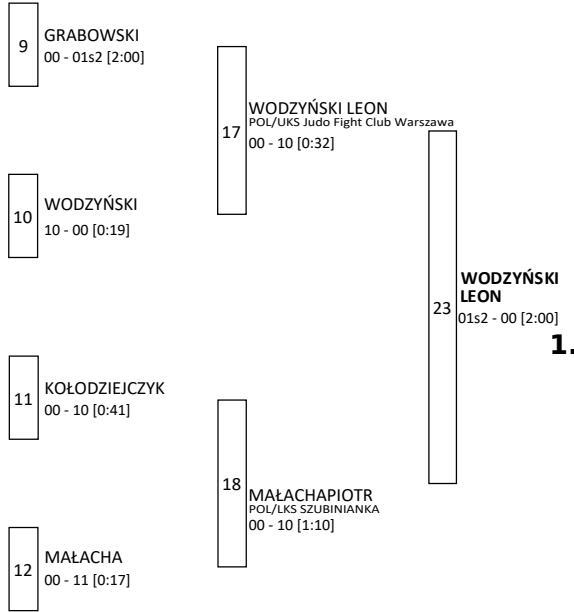 9
GRABOWSKI
00 - 01s2 [2:00]
17
WODZYŃSKI LEON
POL/UKS Judo Fight Club Warszawa
00 - 10 [0:32]
10
WODZYŃSKI
10 - 00 [0:19]
23
WODZYŃSKI
LEON
01s2 - 00 [2:00]
1.
11
KOŁODZIEJCZYK
00 - 10 [0:41]
18
MAŁACHAPIOTR
POL/LKS SZUBINIANKA
00 - 10 [1:10]
12
MAŁACHA
00 - 11 [0:17]